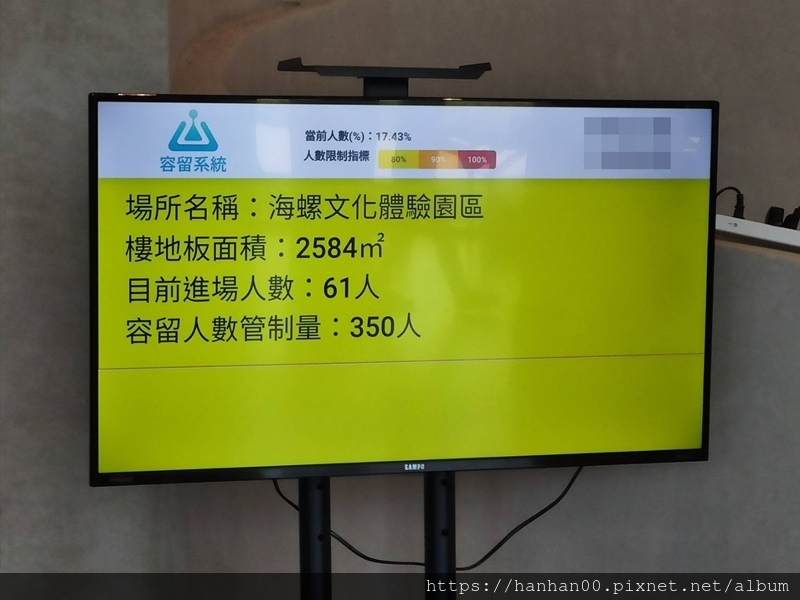 容留系統
當前人數(%)：17.43%
人數限制指標 80% 90% 100%
場所名稱：海螺文化體驗園區
樓地板面積：2584㎡
目前進場人數：61人
容留人數管制量：350人
SAMPO
https://hanhan00.pixnet.net/album